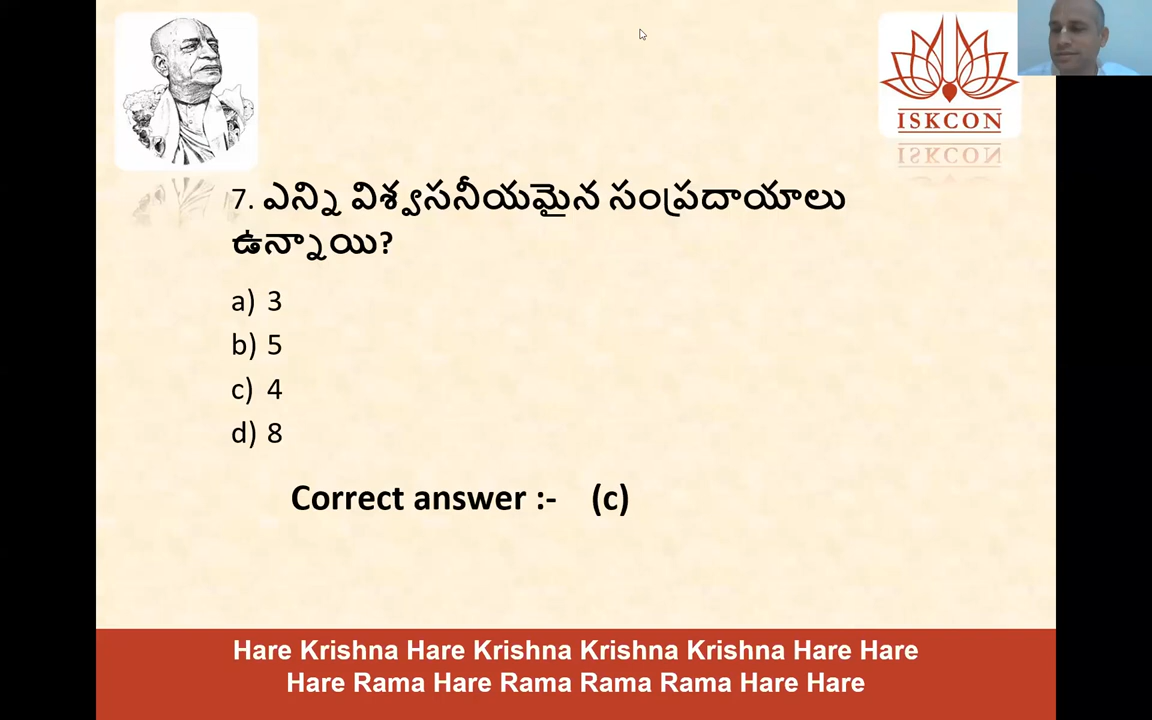 ISKCON
7. ఎన్ని విశ్వసనీయమైన సంప్రదాయాలు
ఉన్నాయి?
a) 3
b) 5
c) 4
d) 8
Correct answer :- (c)
Hare Krishna Hare Krishna Krishna Krishna Hare Hare
Hare Rama Hare Rama Rama Rama Hare Hare